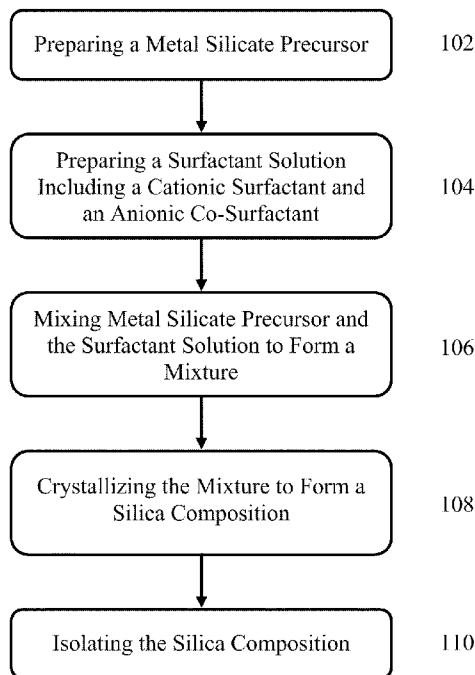 Preparing a Metal Silicate Precursor 102
Preparing a Surfactant Solution
Including a Cationic Surfactant and 104
an Anionic Co-Surfactant
Mixing Metal Silicate Precursor and
the Surfactant Solution to Form a 106
Mixture
Crystallizing the Mixture to Form a 108
Silica Composition
Isolating the Silica Composition 110